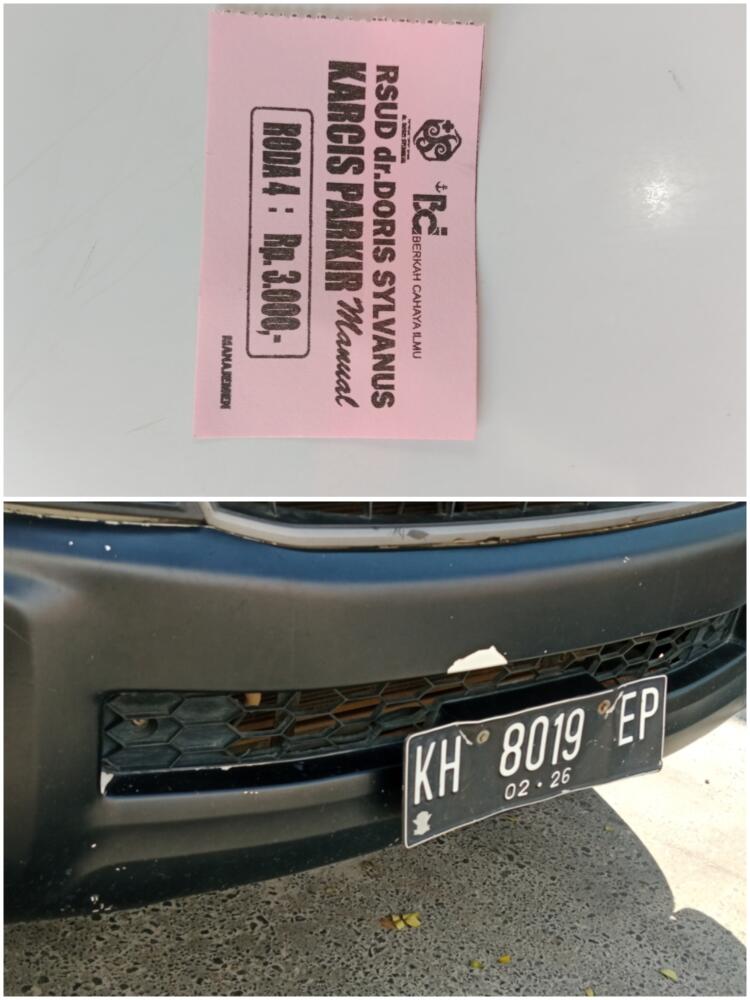 BCI
BERKAH CAHAYA ILMU
RSUD dr.DORIS SYLVANUS
KARCIS PARKIR Manual
RODA 4 : Rp. 3.000,-
MANAJEMEN
KH 8019 EP
02 · 26